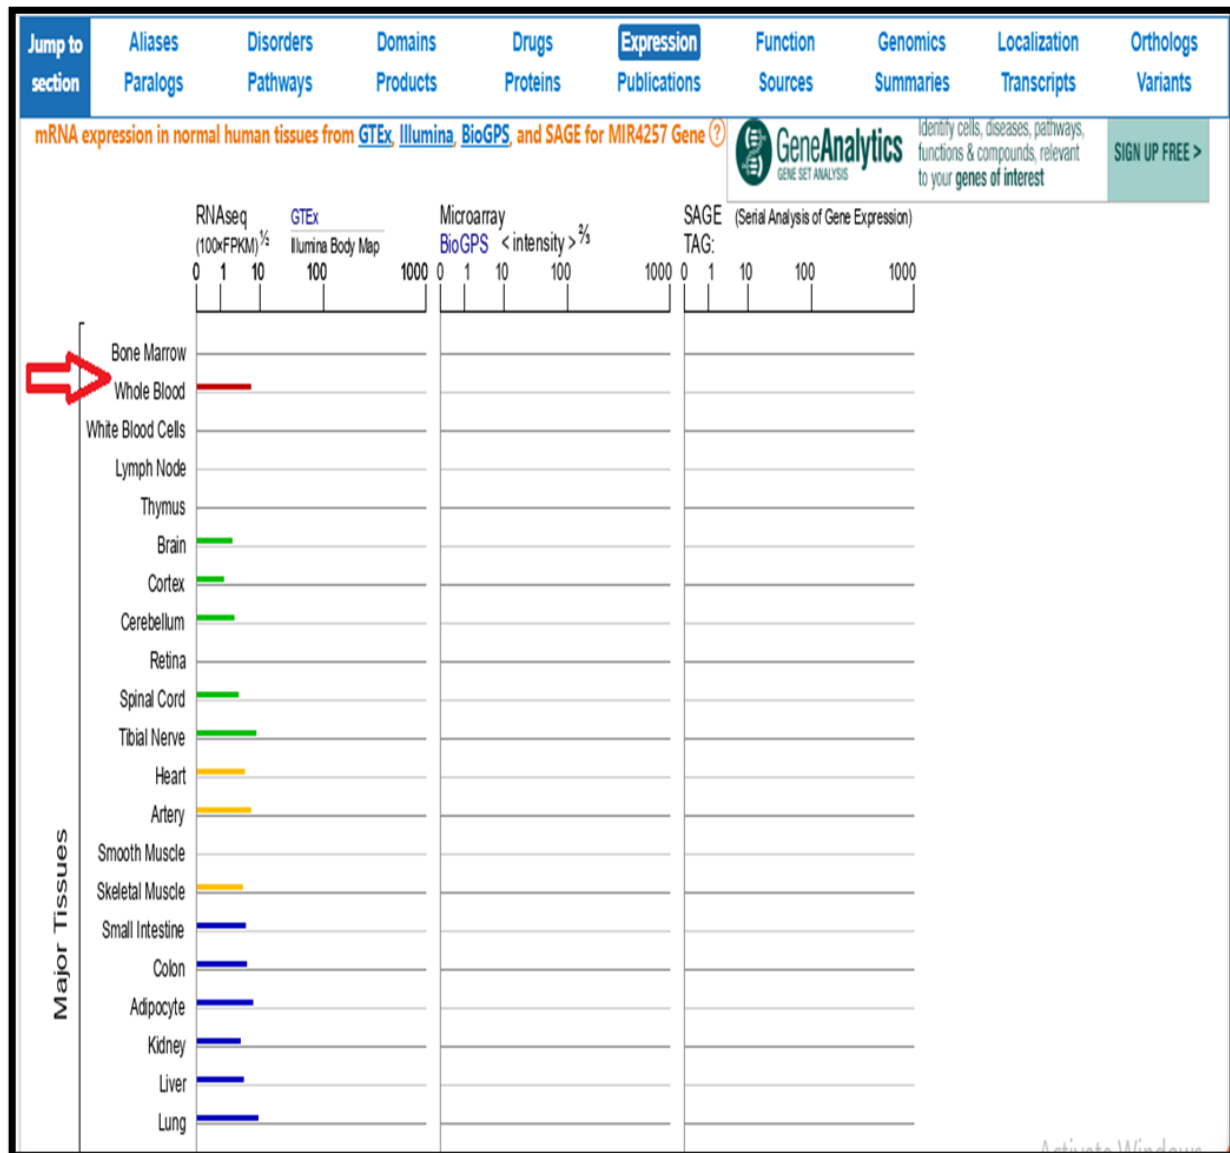 Jump to section
Aliases Disorders Domains Drugs Expression Function Genomics Localization Orthologs
Paralogs Pathways Products Proteins Publications Sources Summaries Transcripts Variants
mRNA expression in normal human tissues from GTEx, Illumina, BioGPS, and SAGE for MIR4257 Gene ?
GeneAnalytics
GENE SET ANALYSIS
Identify cells, diseases, pathways,
functions & compounds, relevant
to your genes of interest
SIGN UP FREE >
RNAseq GTEx
(100×FPKM)½ Illumina Body Map
0 1 10 100 1000
Microarray
BioGPS < intensity >⅔
0 1 10 100 1000
SAGE (Serial Analysis of Gene Expression)
TAG:
0 1 10 100 1000
Major Tissues
Bone Marrow
Whole Blood
White Blood Cells
Lymph Node
Thymus
Brain
Cortex
Cerebellum
Retina
Spinal Cord
Tibial Nerve
Heart
Artery
Smooth Muscle
Skeletal Muscle
Small Intestine
Colon
Adipocyte
Kidney
Liver
Lung
Activate Windows